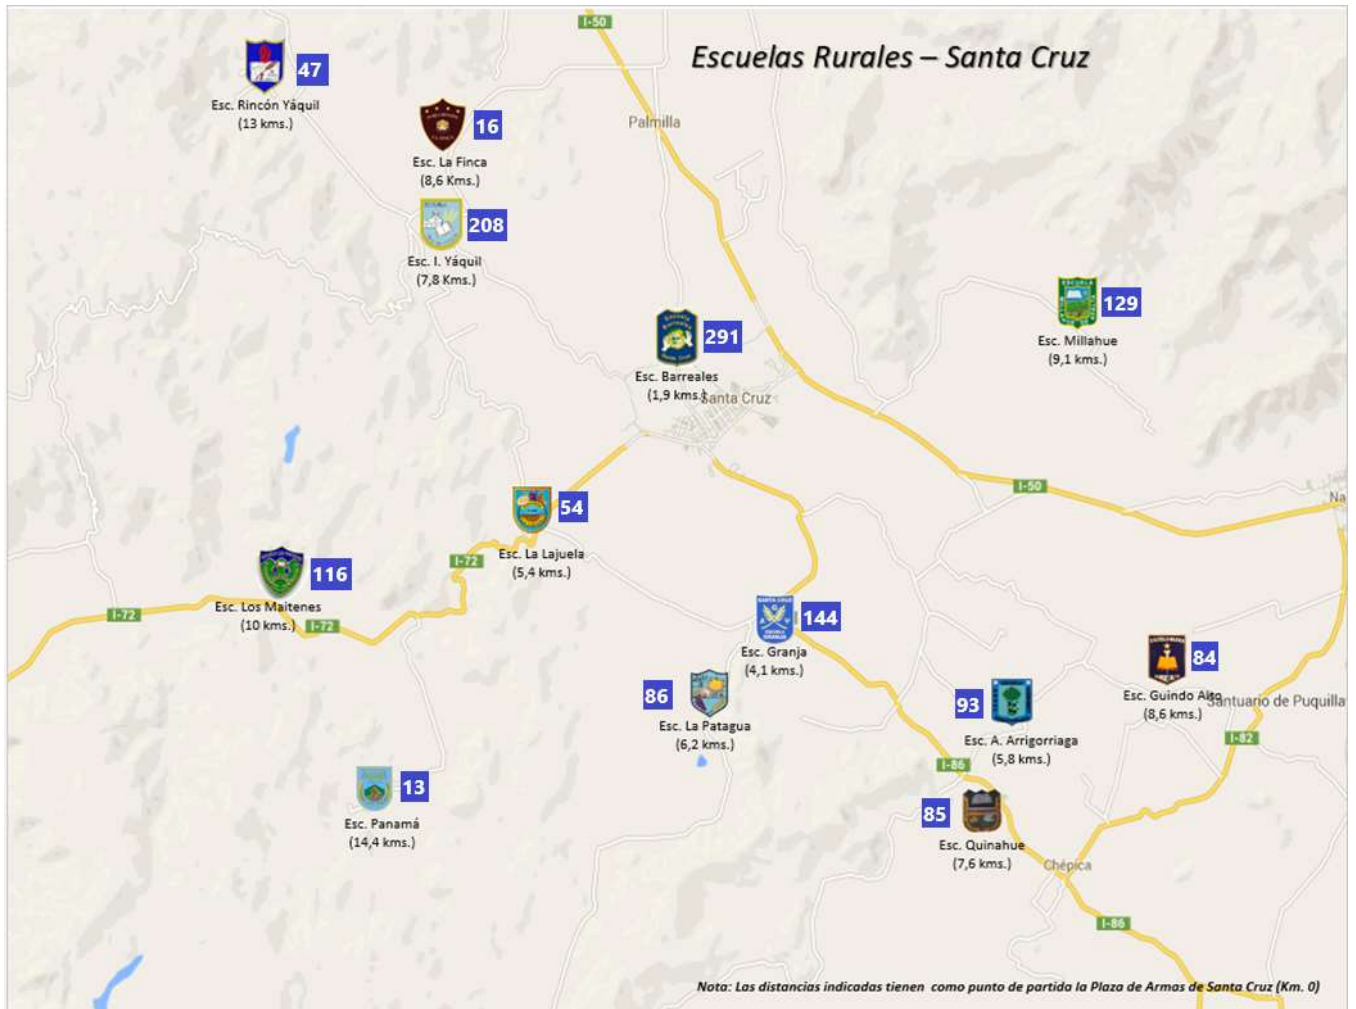 I-50
Escuelas Rurales – Santa Cruz
47
Esc. Rincón Yáquil
(13 kms.)
16
Esc. La Finca
(8,6 Kms.)
Palmilla
208
Esc. I. Yáquil
(7,8 Kms.)
129
Esc. Millahue
(9,1 kms.)
291
Esc. Barreales
(1,9 kms.)
Santa Cruz
I-50
Na
54
Esc. La Lajuela
(5,4 kms.)
I-72
116
Esc. Los Maitenes
(10 kms.)
I-72
I-72
SANTA CRUZ
144
Esc. Granja
(4,1 kms.)
86
Esc. La Patagua
(6,2 kms.)
93
Esc. A. Arrigorriaga
(5,8 kms.)
84
Esc. Guindo Alto
(8,6 kms.)
Santuario de Puquilla
I-82
I-86
13
Esc. Panamá
(14,4 kms.)
85
Esc. Quinahue
(7,6 kms.)
Chépica
I-86
Nota: Las distancias indicadas tienen como punto de partida la Plaza de Armas de Santa Cruz (Km. 0)